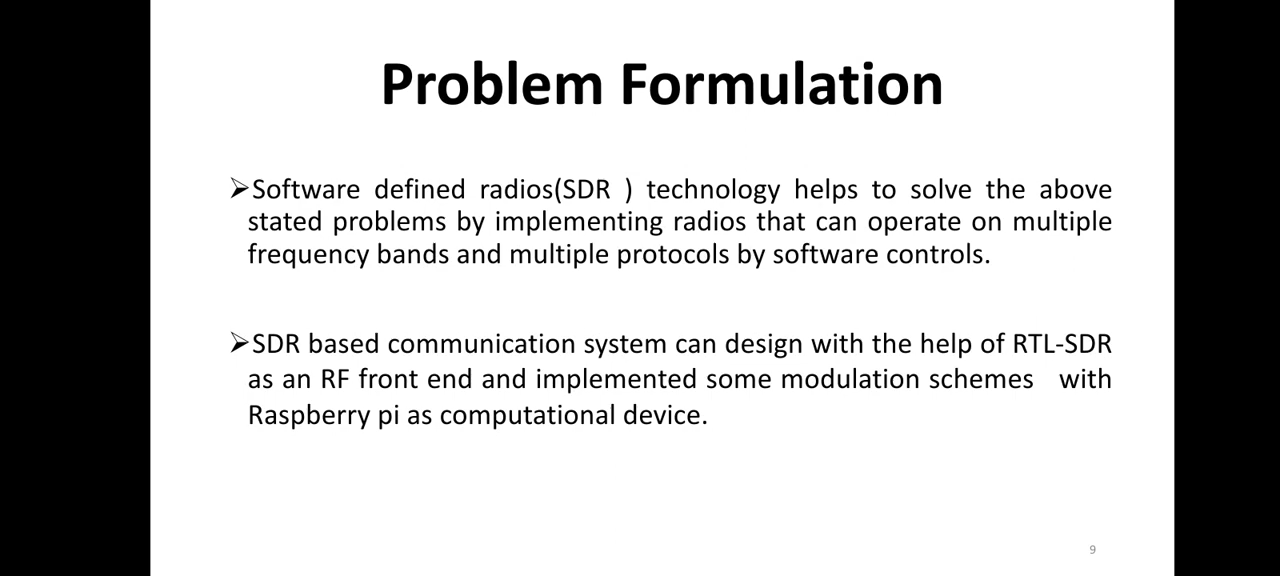 Problem Formulation
➢Software defined radios(SDR ) technology helps to solve the above
stated problems by implementing radios that can operate on multiple
frequency bands and multiple protocols by software controls.
➢SDR based communication system can design with the help of RTL-SDR
as an RF front end and implemented some modulation schemes with
Raspberry pi as computational device.
9